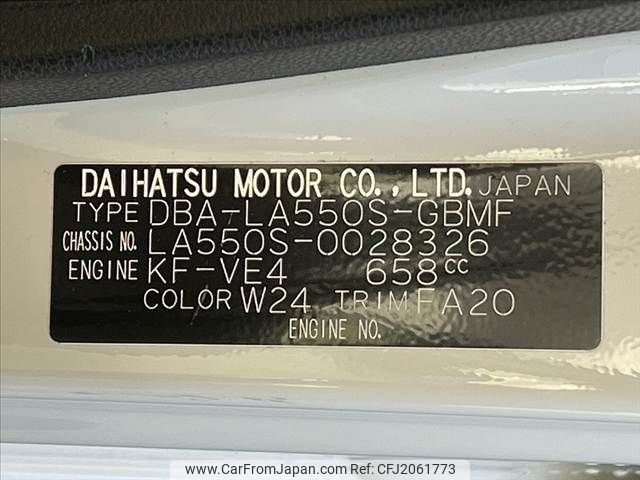 DAIHATSU MOTOR CO., LTD. JAPAN
TYPE DBA-LA550S-GBMF
CHASSIS NO. LA550S-0028326
ENGINE KF-VE4 658CC
COLOR W24 TRIM FA20
ENGINE NO.
www.CarFromJapan.com | CFJ2061773